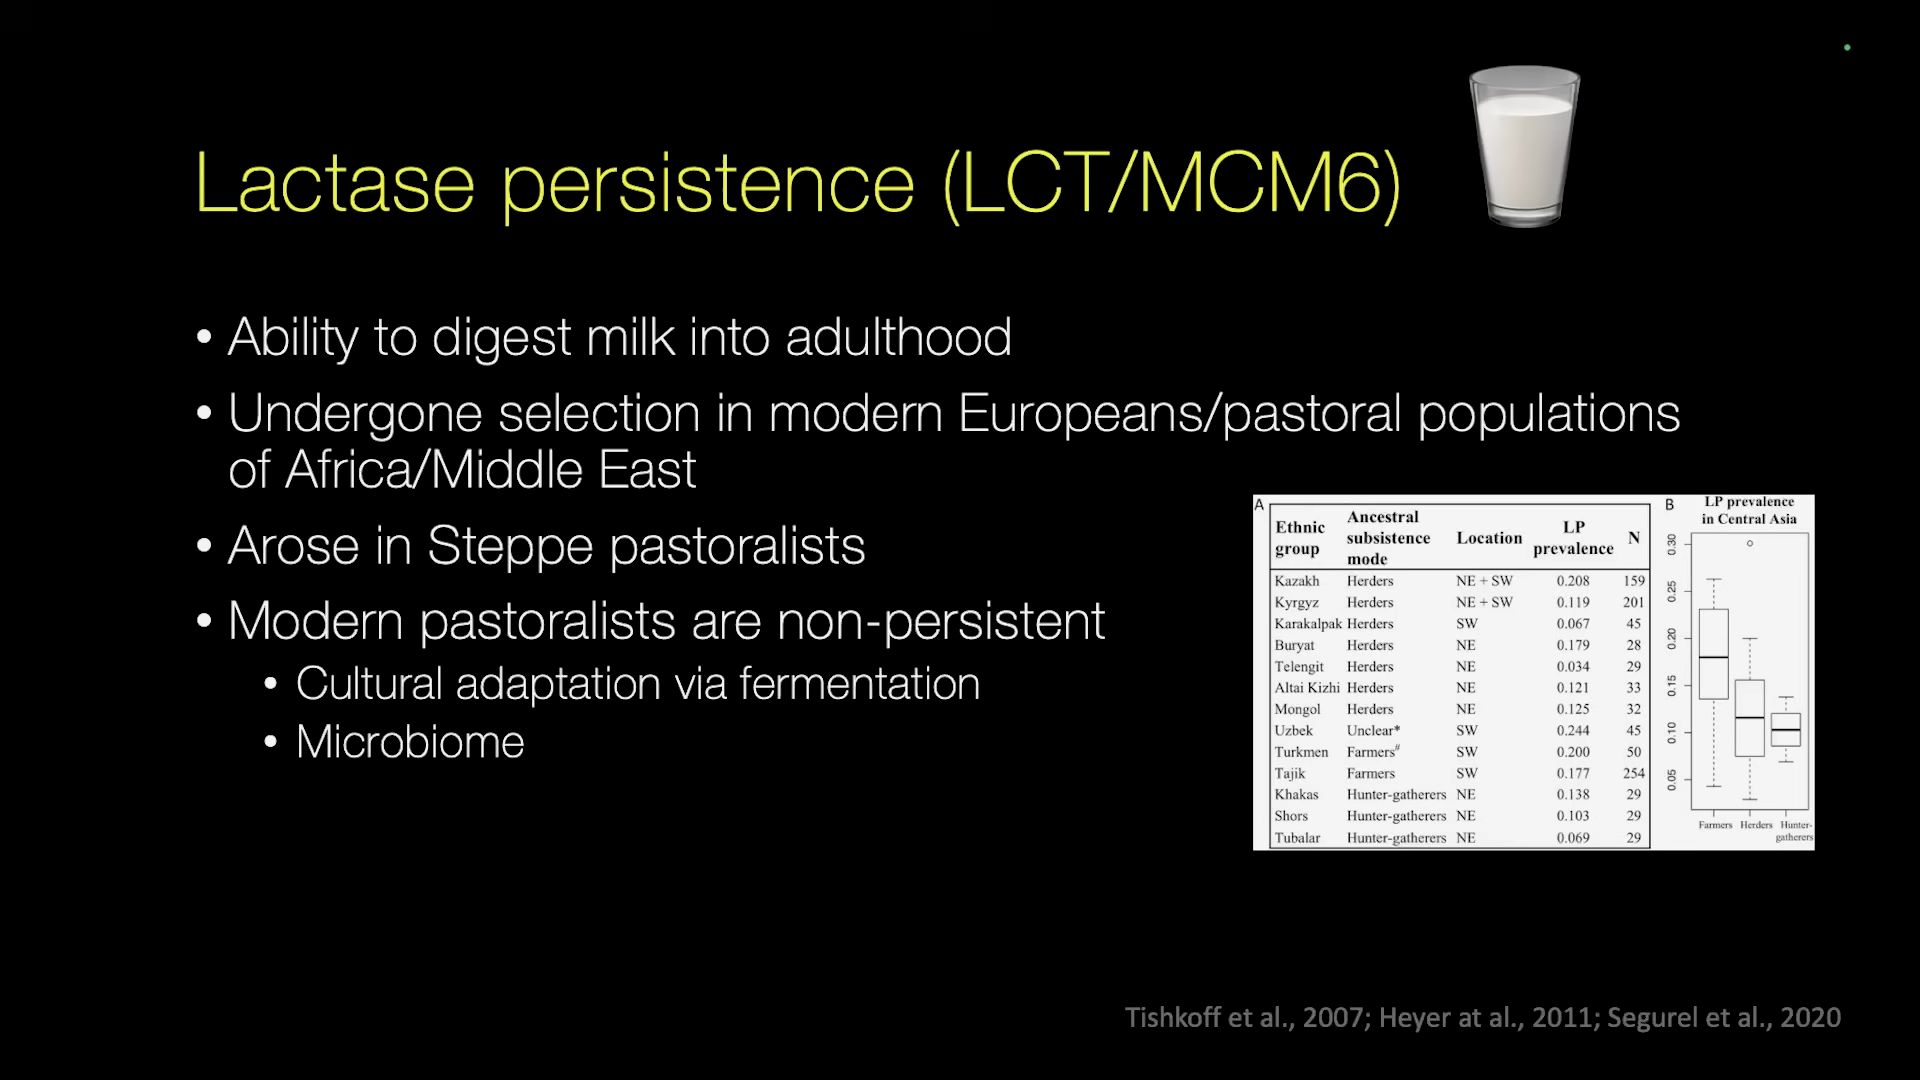 Lactase persistence (LCT/MCM6)
• Ability to digest milk into adulthood
• Undergone selection in modern Europeans/pastoral populations
of Africa/Middle East
• Arose in Steppe pastoralists
• Modern pastoralists are non-persistent
• Cultural adaptation via fermentation
• Microbiome
A
Ethnic group Ancestral subsistence mode Location LP prevalence N
Kazakh Herders NE + SW 0.208 159
Kyrgyz Herders NE + SW 0.119 201
Karakalpak Herders SW 0.067 45
Buryat Herders NE 0.179 28
Telengit Herders NE 0.034 29
Altai Kizhi Herders NE 0.121 33
Mongol Herders NE 0.125 32
Uzbek Unclear* SW 0.244 45
Turkmen Farmers# SW 0.200 50
Tajik Farmers SW 0.177 254
Khakas Hunter-gatherers NE 0.138 29
Shors Hunter-gatherers NE 0.103 29
Tubalar Hunter-gatherers NE 0.069 29
B
LP prevalence
in Central Asia
0.30
0.25
0.20
0.15
0.10
0.05
Farmers Herders Hunter-
gatherers
Tishkoff et al., 2007; Heyer at al., 2011; Segurel et al., 2020